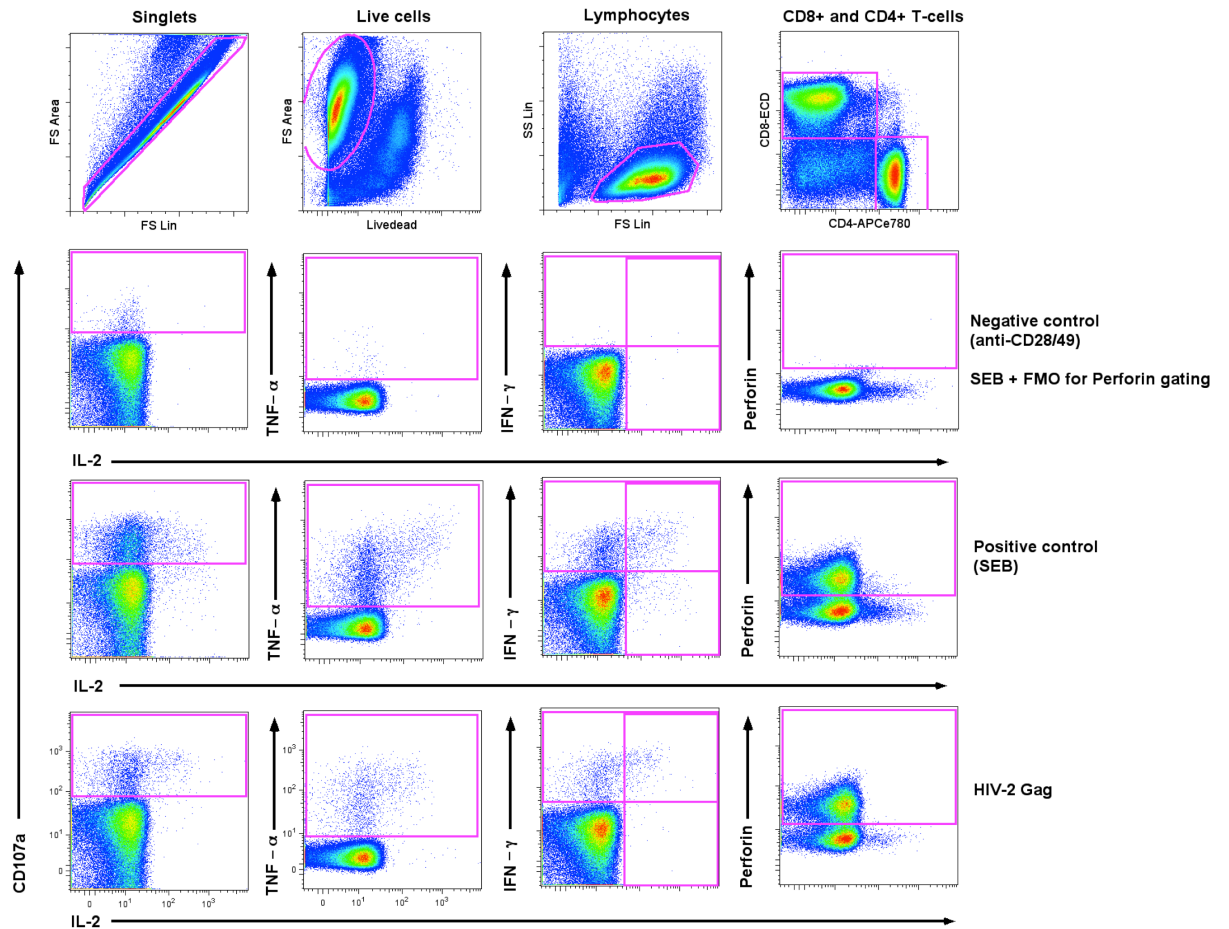 Singlets
Live cells
Lymphocytes
CD8+ and CD4+ T-cells
FS Area
FS Lin
FS Area
Livedead
SS Lin
FS Lin
CD8-ECD
CD4-APCe780
CD107a
TNF – α
IFN – γ
Perforin
Negative control
(anti-CD28/49)
SEB + FMO for Perforin gating
IL-2
TNF – α
IFN – γ
Perforin
Positive control
(SEB)
IL-2
10³
10²
10¹
0
0 10¹ 10² 10³
TNF – α
10³
10²
10¹
0
0 10¹ 10² 10³
IFN – γ
Perforin
HIV-2 Gag
IL-2